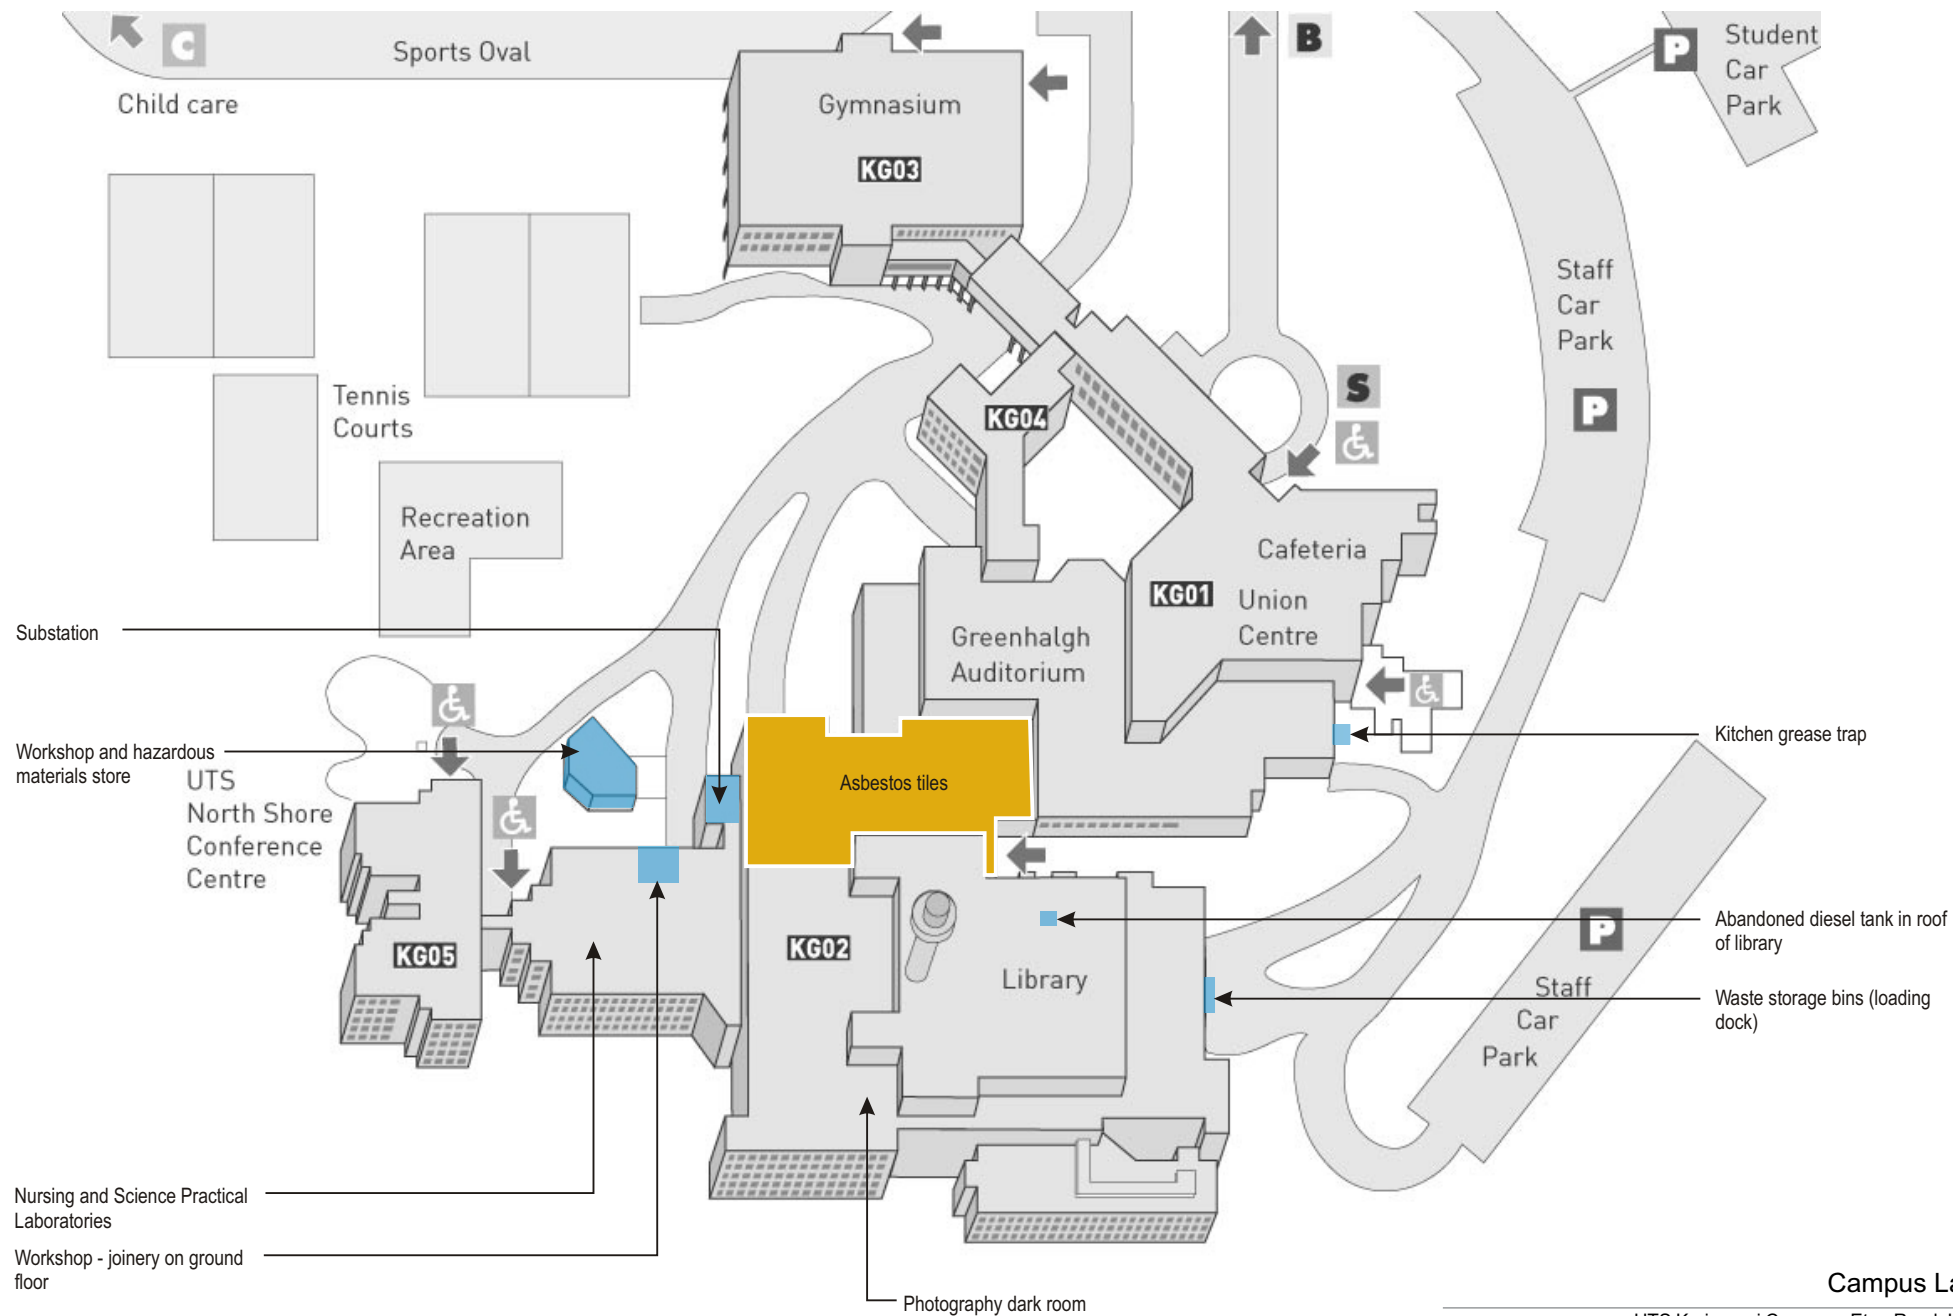 C
Sports Oval
Child care
Gymnasium
KG03
B
P
Student
Car
Park
Staff
Car
Park
P
S
Tennis
Courts
KG04
Recreation
Area
Cafeteria
KG01
Union
Centre
Greenhalgh
Auditorium
Substation
Workshop and hazardous
materials store
UTS
North Shore
Conference
Centre
Asbestos tiles
Kitchen grease trap
KG05
KG02
Library
P
Staff
Car
Park
Abandoned diesel tank in roof
of library
Waste storage bins (loading
dock)
Nursing and Science Practical
Laboratories
Workshop - joinery on ground
floor
Photography dark room
Campus